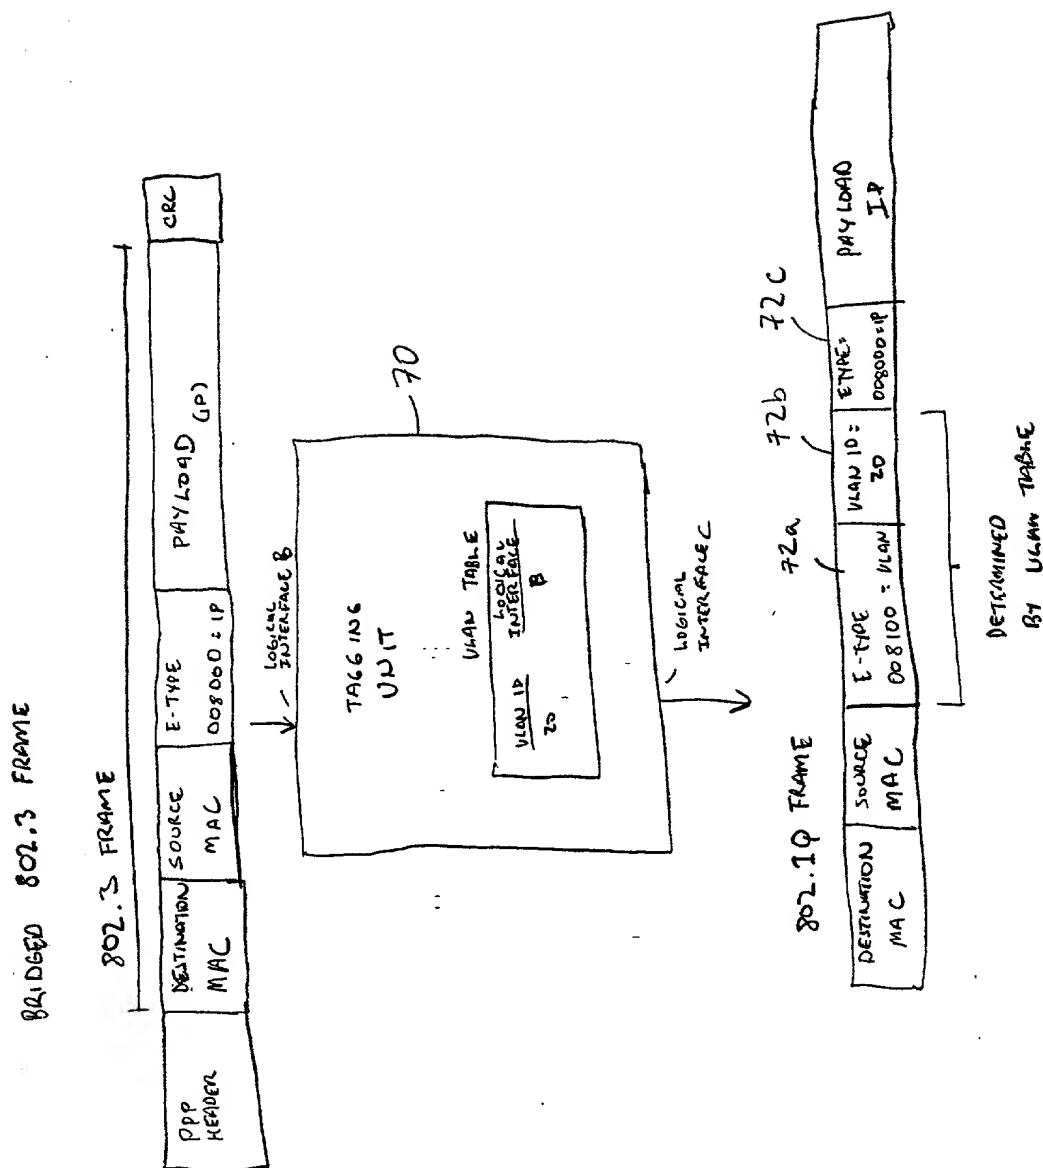 BRIDGED 802.3 FRAME
802.3 FRAME
PPP
HEADER
DESTINATION
MAC
SOURCE
MAC
E-TYPE
008000=IP
PAYLOAD
(IP)
CRC
LOGICAL
INTERFACE B
70
TAGGING
UNIT
VLAN TABLE
VLAN ID
20
LOGICAL
INTERFACE
B
LOGICAL
INTERFACE C
802.1Q FRAME
72a
72b
72c
DESTINATION
MAC
SOURCE
MAC
E-TYPE
008100 = VLAN
VLAN ID=
20
ETYPE=
008000=IP
PAYLOAD
IP
DETERMINED
BY VLAN TABLE